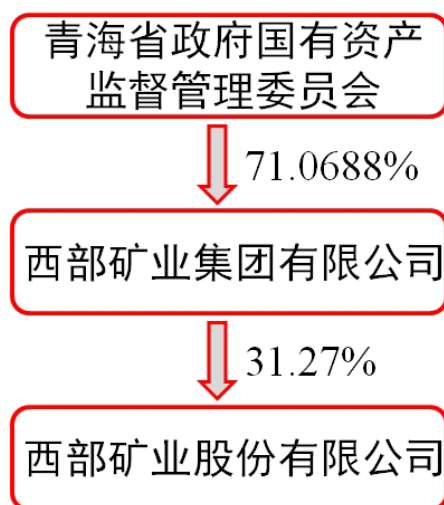 青海省政府国有资产
监督管理委员会
71.0688%
西部矿业集团有限公司
31.27%
西部矿业股份有限公司